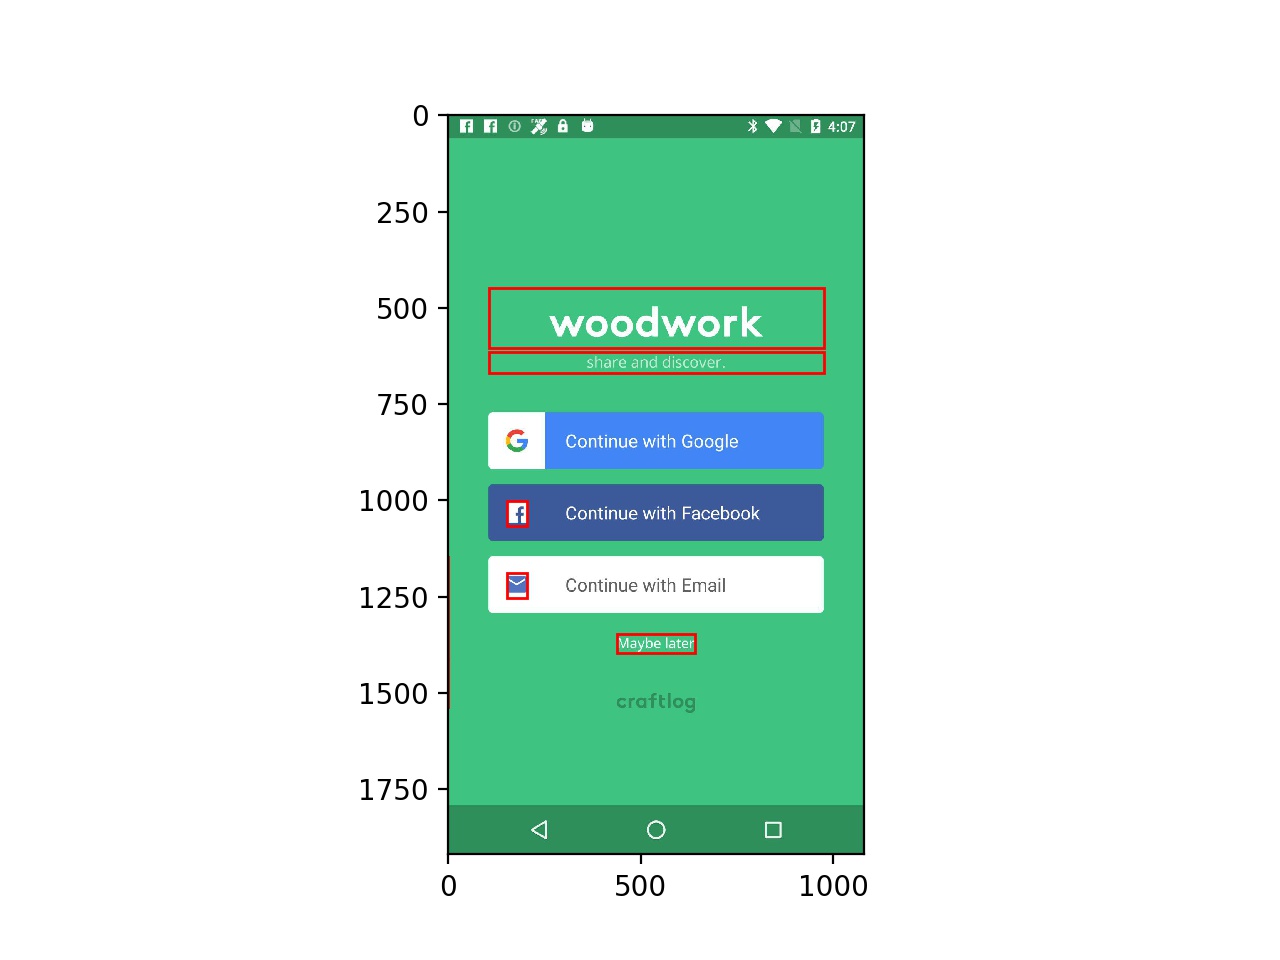 0
250
500
750
1000
1250
1500
1750
4:07
woodwork
share and discover.
Continue with Google
Continue with Facebook
Continue with Email
Maybe later
craftlog
0 500 1000